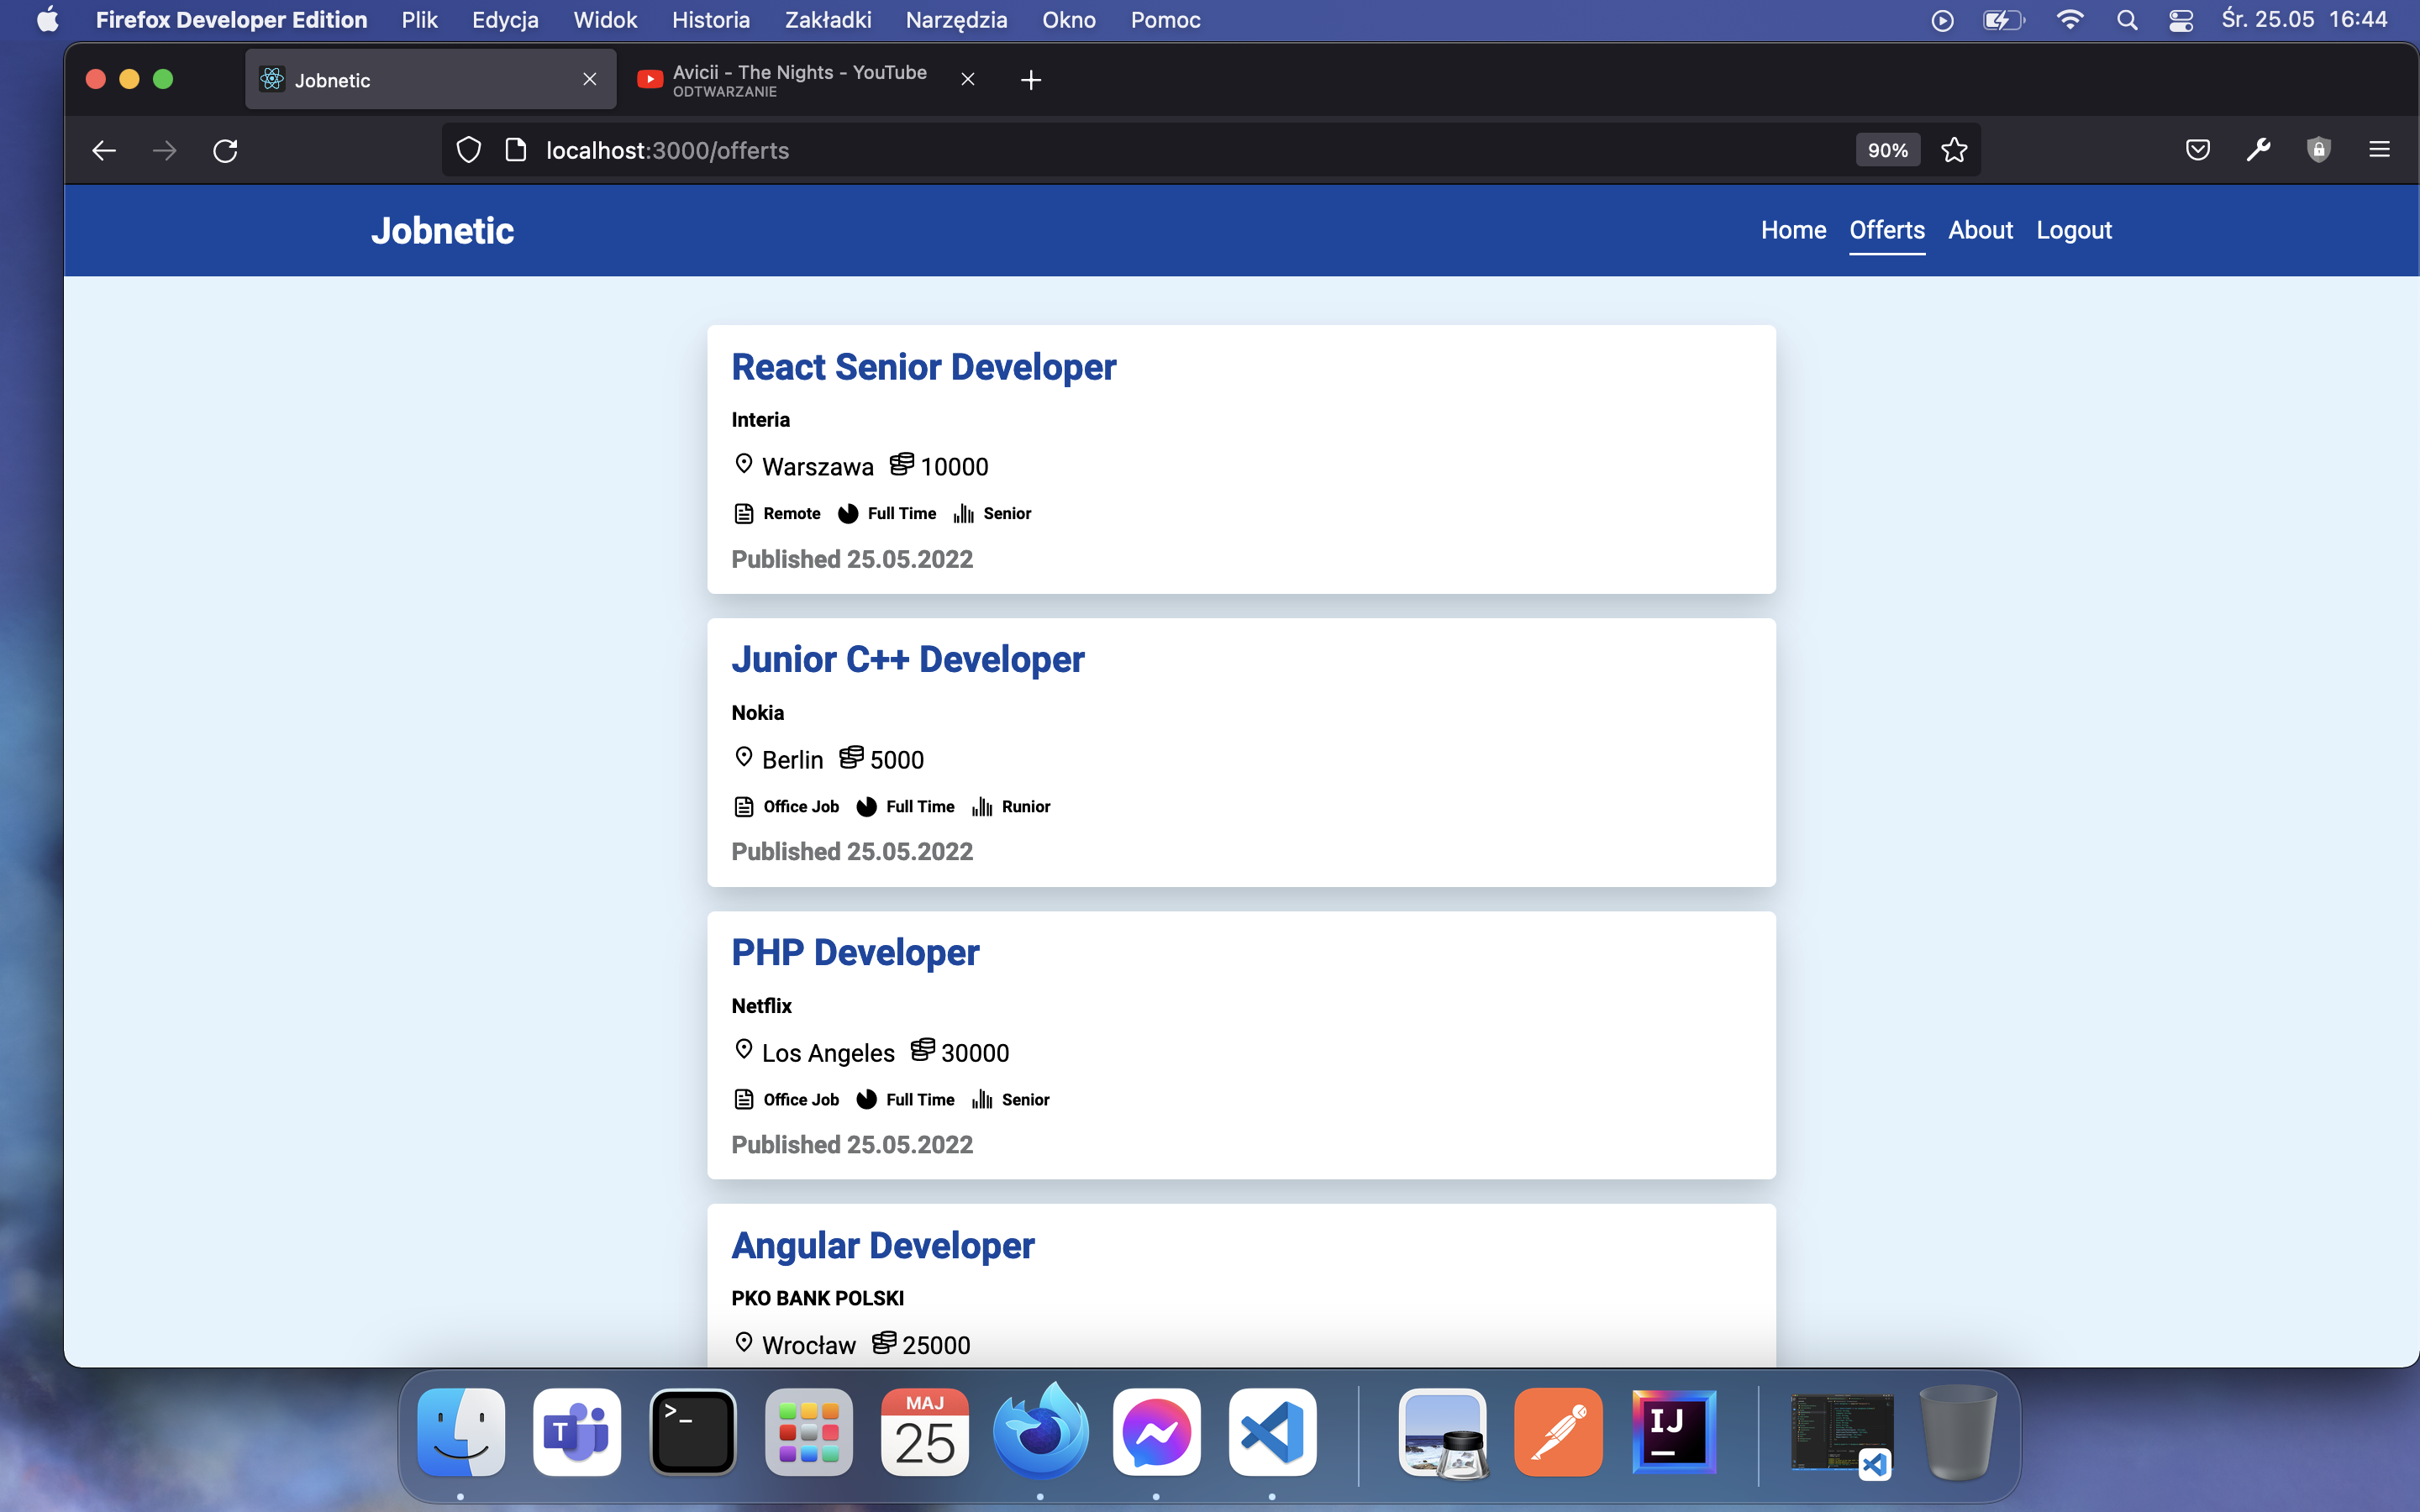 Firefox Developer Edition Plik Edycja Widok Historia Zakładki Narzędzia Okno Pomoc Śr. 25.05 16:44
Jobnetic Avicii - The Nights - YouTube
ODTWARZANIE
localhost:3000/offerts 90%
Jobnetic Home Offerts About Logout
React Senior Developer
Interia
Warszawa 10000
Remote Full Time Senior
Published 25.05.2022
Junior C++ Developer
Nokia
Berlin 5000
Office Job Full Time Runior
Published 25.05.2022
PHP Developer
Netflix
Los Angeles 30000
Office Job Full Time Senior
Published 25.05.2022
Angular Developer
PKO BANK POLSKI
Wrocław 25000
MAJ
T >_ 25 IJ